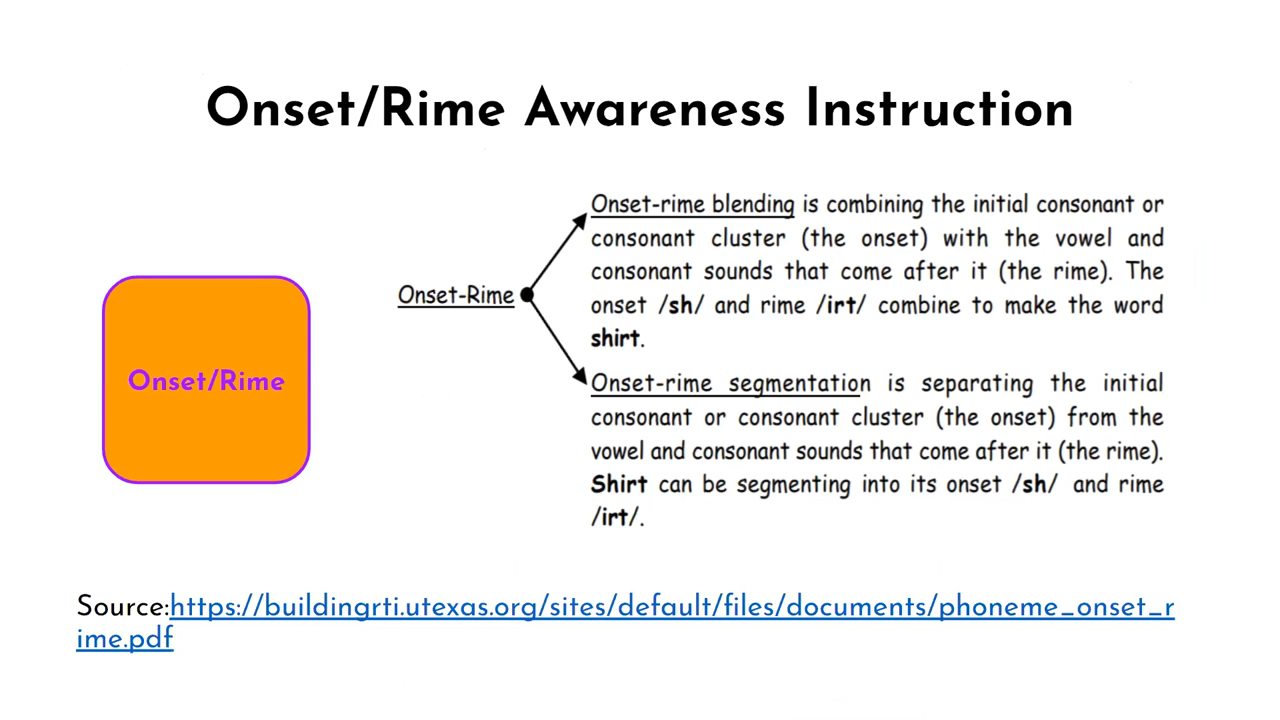 Onset/Rime Awareness Instruction
Onset-rime blending is combining the initial consonant or
consonant cluster (the onset) with the vowel and
consonant sounds that come after it (the rime). The
onset /sh/ and rime /irt/ combine to make the word
shirt.
Onset-Rime
Onset/Rime
Onset-rime segmentation is separating the initial
consonant or consonant cluster (the onset) from the
vowel and consonant sounds that come after it (the rime).
Shirt can be segmenting into its onset /sh/ and rime
/irt/.
Source:https://buildingrti.utexas.org/sites/default/files/documents/phoneme_onset_r
ime.pdf